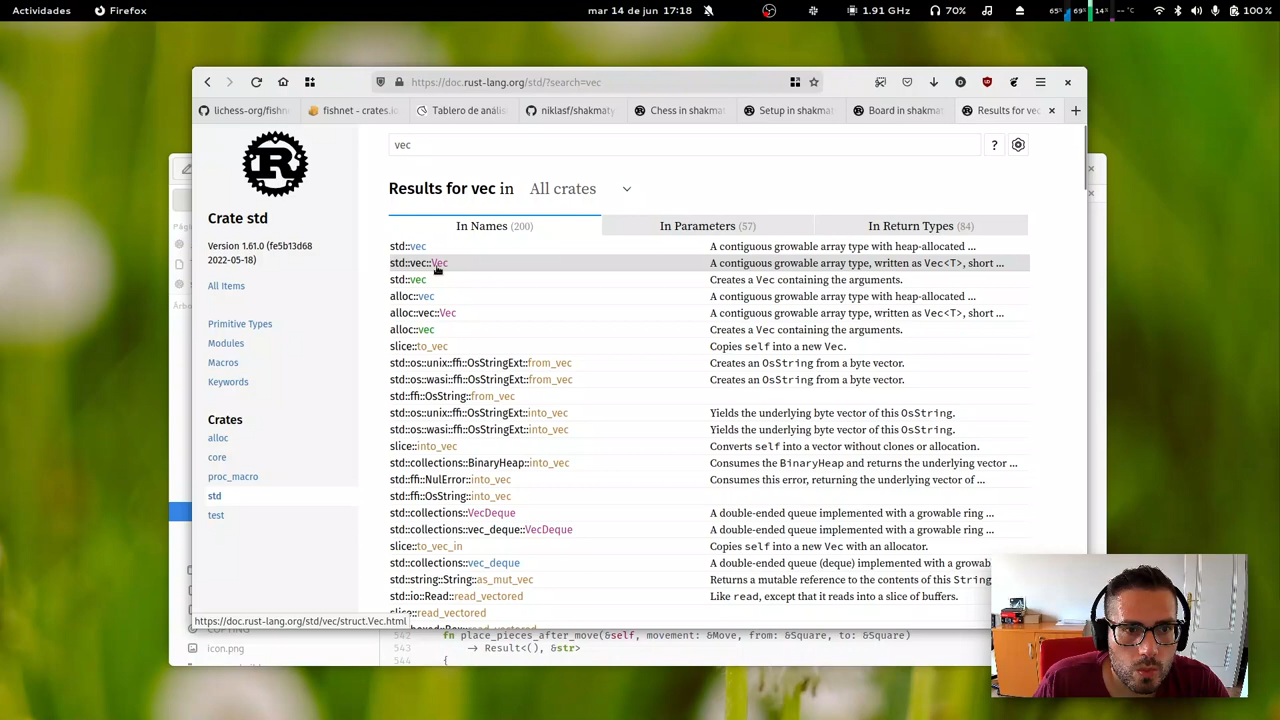 Actividades
Firefox
mar 14 de jun 17:18
1.91 GHz
70%
65%
69%
14%
-- °C
100 %
https://doc.rust-lang.org/std/?search=vec
lichess-org/fishn
fishnet - crates.io
Tablero de anális
niklasf/shakmaty
Chess in shakmat
Setup in shakmat
Board in shakmat
Results for vec
vec
?
Results for vec in All crates
Crate std
Version 1.61.0 (fe5b13d68
2022-05-18)
All Items
Primitive Types
Modules
Macros
Keywords
Crates
alloc
core
proc_macro
std
test
In Names (200)
In Parameters (57)
In Return Types (84)
std::vec A contiguous growable array type with heap-allocated …
std::vec::Vec A contiguous growable array type, written as Vec<T>, short …
std::vec Creates a Vec containing the arguments.
alloc::vec A contiguous growable array type with heap-allocated …
alloc::vec::Vec A contiguous growable array type, written as Vec<T>, short …
alloc::vec Creates a Vec containing the arguments.
slice::to_vec Copies self into a new Vec.
std::os::unix::ffi::OsStringExt::from_vec Creates an OsString from a byte vector.
std::os::wasi::ffi::OsStringExt::from_vec Creates an OsString from a byte vector.
std::ffi::OsString::from_vec
std::os::unix::ffi::OsStringExt::into_vec Yields the underlying byte vector of this OsString.
std::os::wasi::ffi::OsStringExt::into_vec Yields the underlying byte vector of this OsString.
slice::into_vec Converts self into a vector without clones or allocation.
std::collections::BinaryHeap::into_vec Consumes the BinaryHeap and returns the underlying vector …
std::ffi::NulError::into_vec Consumes this error, returning the underlying vector of …
std::ffi::OsString::into_vec
std::collections::VecDeque A double-ended queue implemented with a growable ring …
std::collections::vec_deque::VecDeque A double-ended queue implemented with a growable ring …
slice::to_vec_in Copies self into a new Vec with an allocator.
std::collections::vec_deque A double-ended queue (deque) implemented with a growab
std::string::String::as_mut_vec Returns a mutable reference to the contents of this String
std::io::Read::read_vectored Like read, except that it reads into a slice of buffers.
slice::read_vectored
https://doc.rust-lang.org/std/vec/struct.Vec.html
icon.png
542 fn place_pieces_after_move(&self, movement: &Move, from: &Square, to: &Square)
543 -> Result<(), &str>
544 {